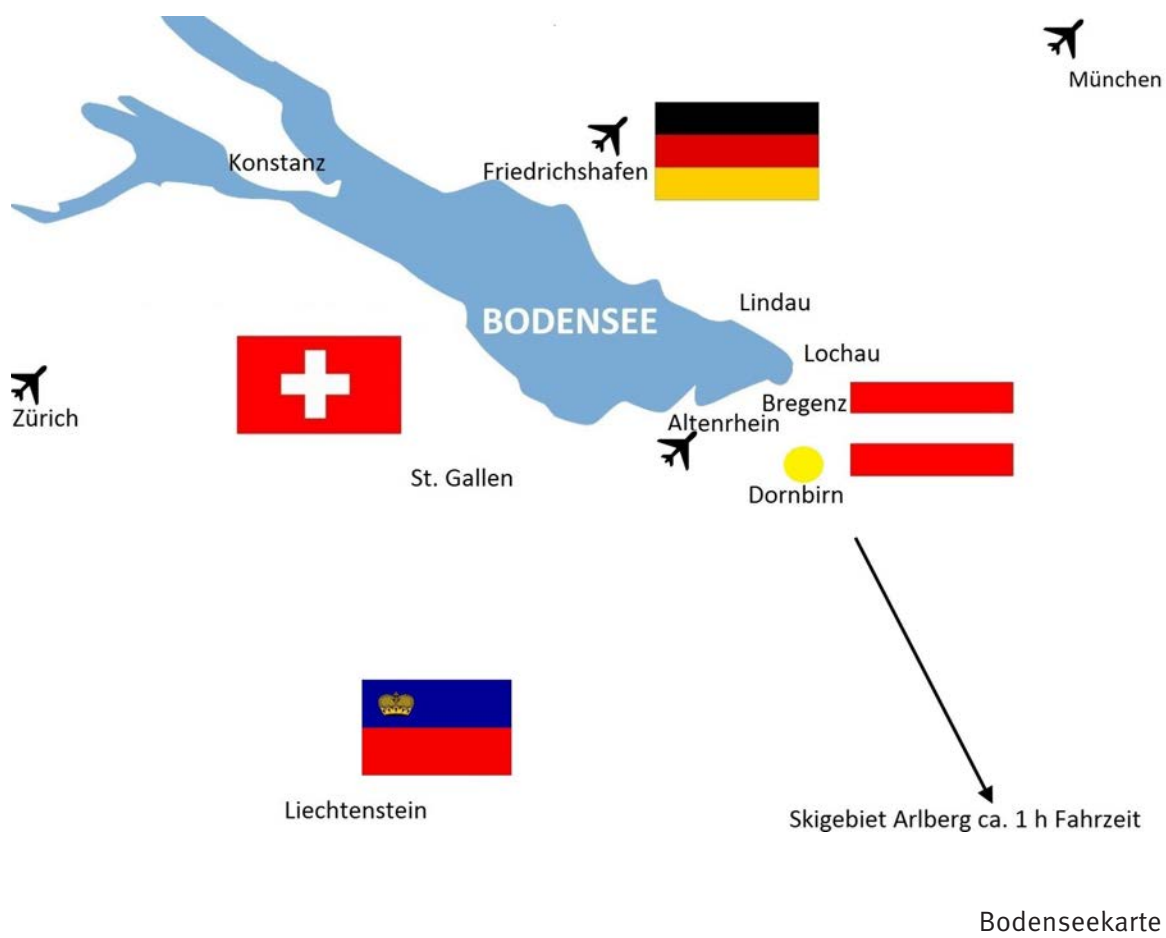 München
Konstanz
Friedrichshafen
Lindau
BODENSEE
Lochau
Zürich
Bregenz
Altenrhein
St. Gallen
Dornbirn
Liechtenstein
Skigebiet Arlberg ca. 1 h Fahrzeit
Bodenseekarte